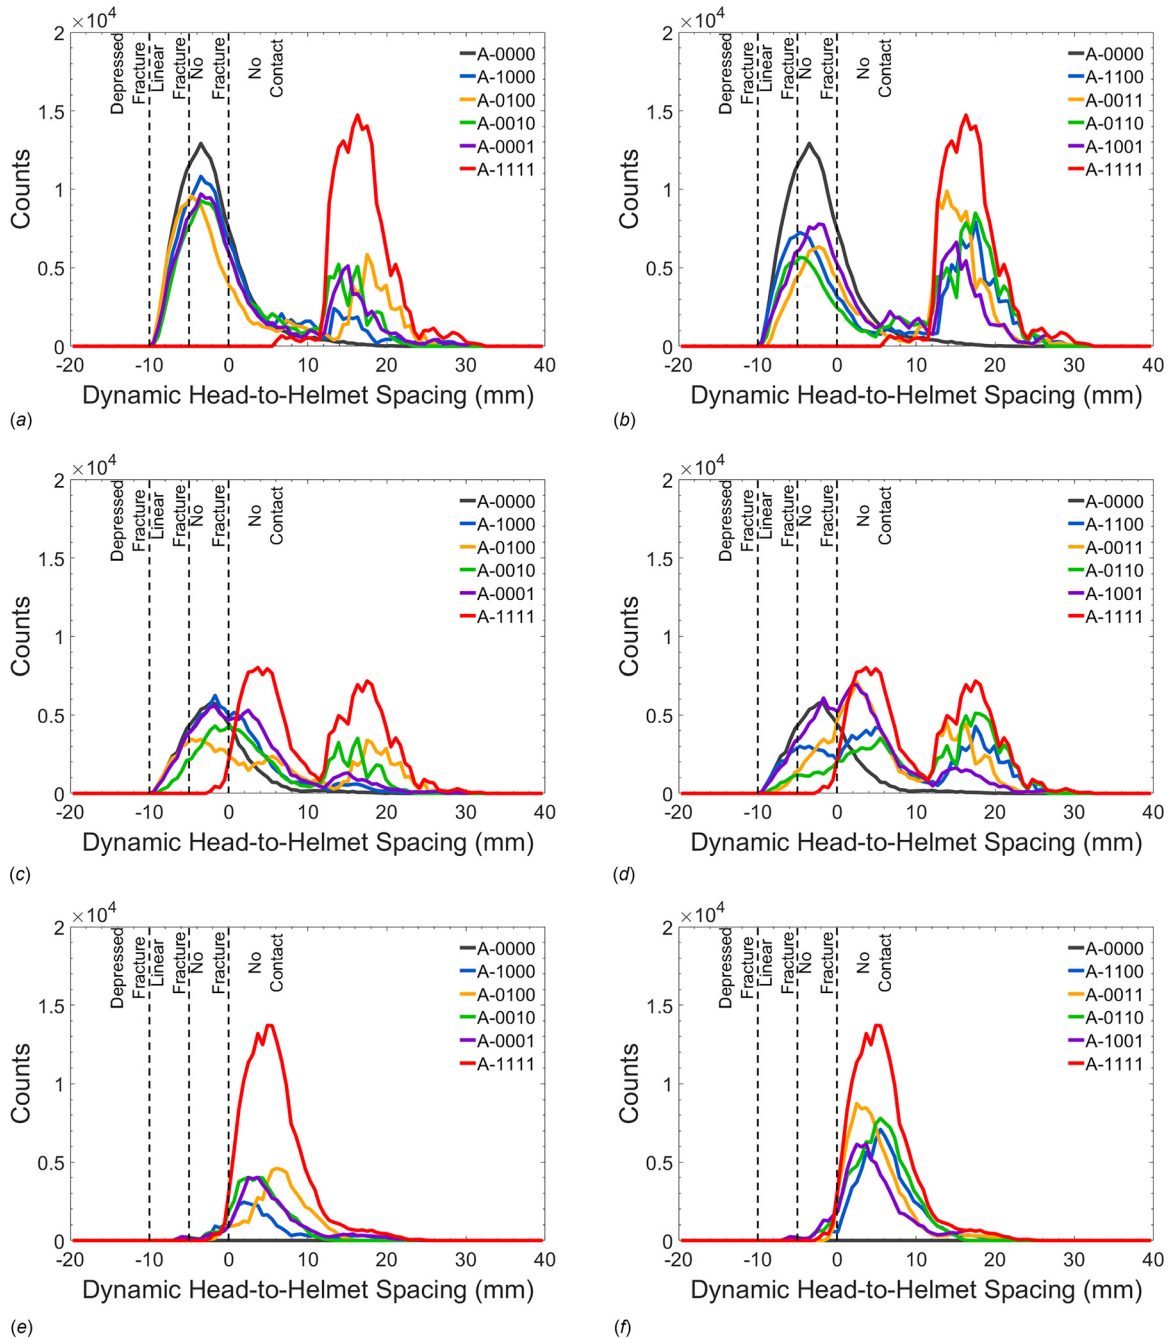 ×10⁴
2
1.5
1
0.5
0
Counts
Depressed
Fracture
Linear
Fracture
No
Fracture
No
Contact
A-0000
A-1000
A-0100
A-0010
A-0001
A-1111
-20 -10 0 10 20 30 40
Dynamic Head-to-Helmet Spacing (mm)
(a)
×10⁴
2
1.5
1
0.5
0
Counts
Depressed
Fracture
Linear
Fracture
No
Fracture
No
Contact
A-0000
A-1100
A-0011
A-0110
A-1001
A-1111
-20 -10 0 10 20 30 40
Dynamic Head-to-Helmet Spacing (mm)
(b)
×10⁴
2
1.5
1
0.5
0
Counts
Depressed
Fracture
Linear
Fracture
No
Fracture
No
Contact
A-0000
A-1000
A-0100
A-0010
A-0001
A-1111
-20 -10 0 10 20 30 40
Dynamic Head-to-Helmet Spacing (mm)
(c)
×10⁴
2
1.5
1
0.5
0
Counts
Depressed
Fracture
Linear
Fracture
No
Fracture
No
Contact
A-0000
A-1100
A-0011
A-0110
A-1001
A-1111
-20 -10 0 10 20 30 40
Dynamic Head-to-Helmet Spacing (mm)
(d)
×10⁴
2
1.5
1
0.5
0
Counts
Depressed
Fracture
Linear
Fracture
No
Fracture
No
Contact
A-0000
A-1000
A-0100
A-0010
A-0001
A-1111
-20 -10 0 10 20 30 40
Dynamic Head-to-Helmet Spacing (mm)
(e)
×10⁴
2
1.5
1
0.5
0
Counts
Depressed
Fracture
Linear
Fracture
No
Fracture
No
Contact
A-0000
A-1100
A-0011
A-0110
A-1001
A-1111
-20 -10 0 10 20 30 40
Dynamic Head-to-Helmet Spacing (mm)
(f)